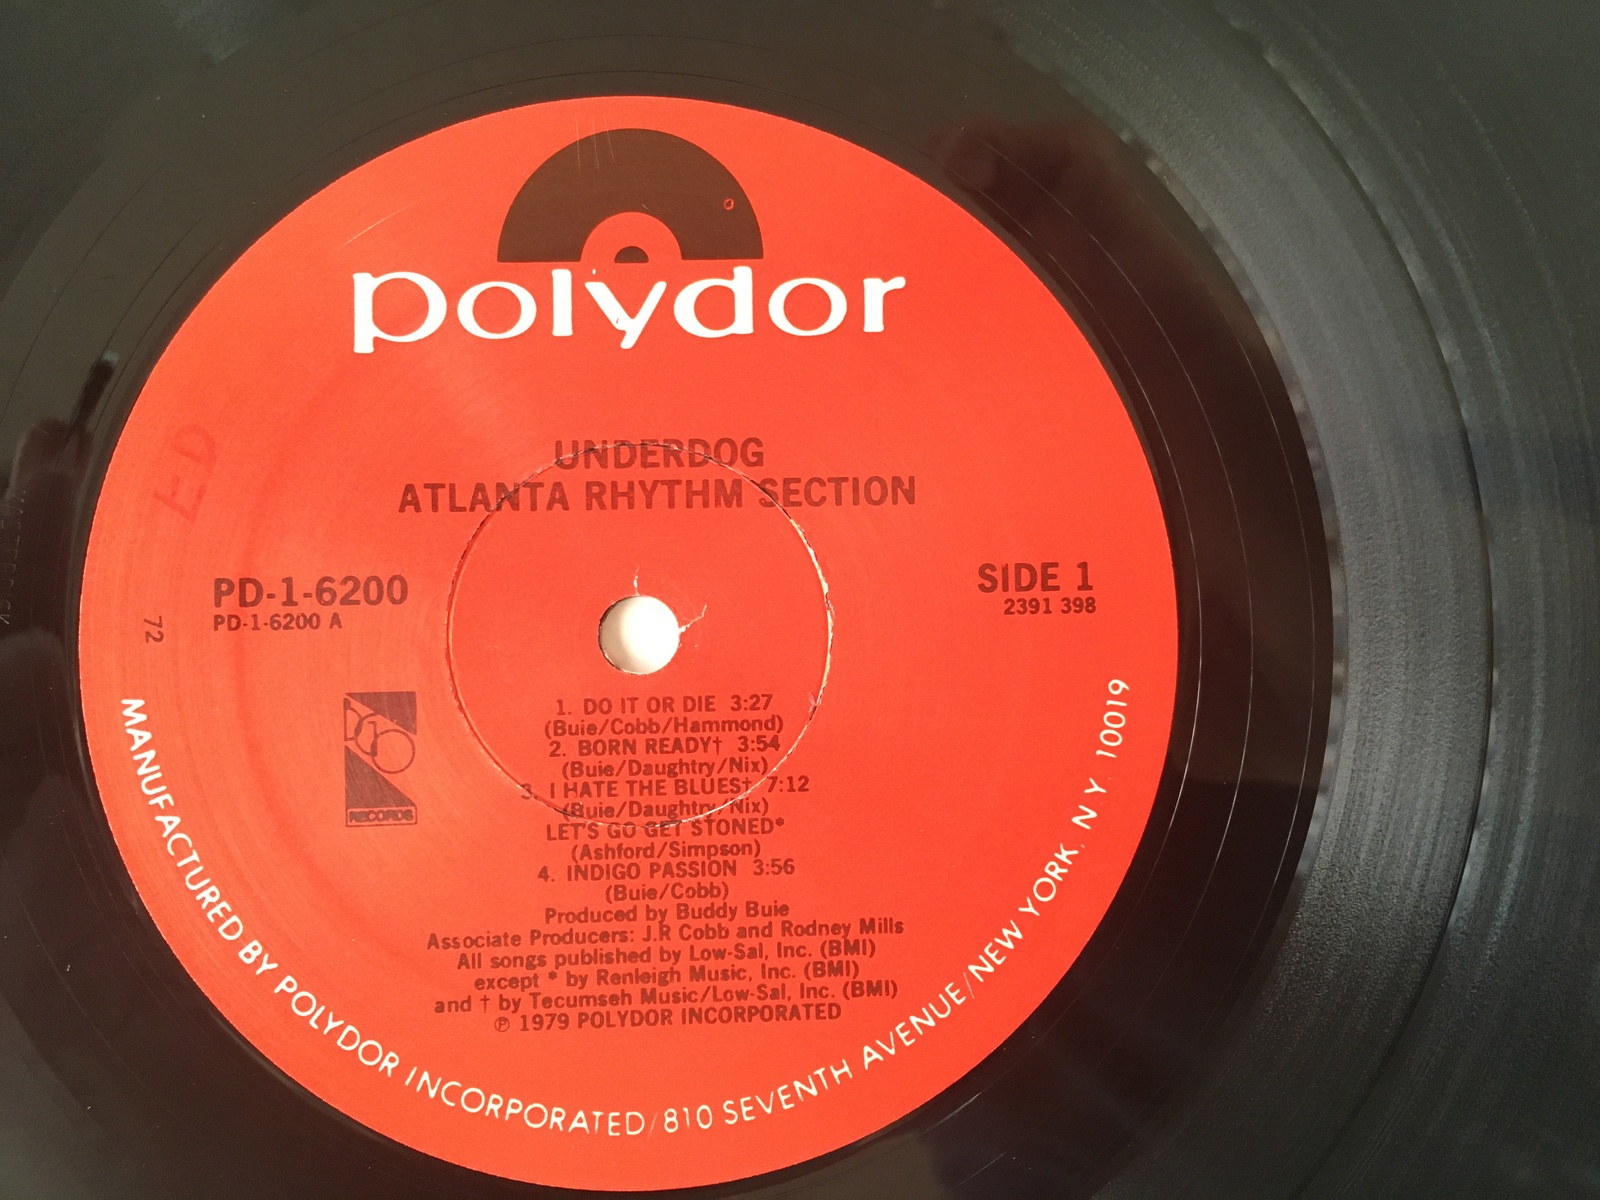 polydor
UNDERDOG
ATLANTA RHYTHM SECTION
PD-1-6200
PD-1-6200 A
SIDE 1
2391 398
72
RECORDS
1. DO IT OR DIE 3:27
(Buie/Cobb/Hammond)
2. BORN READY† 3:54
(Buie/Daughtry/Nix)
3. I HATE THE BLUES† 7:12
(Buie/Daughtry/Nix)
LET'S GO GET STONED*
(Ashford/Simpson)
4. INDIGO PASSION 3:56
(Buie/Cobb)
Produced by Buddy Buie
Associate Producers: J.R Cobb and Rodney Mills
All songs published by Low-Sal, Inc. (BMI)
except * by Renleigh Music, Inc. (BMI)
and † by Tecumseh Music/Low-Sal, Inc. (BMI)
℗ 1979 POLYDOR INCORPORATED
MANUFACTURED BY POLYDOR INCORPORATED/810 SEVENTH AVENUE/NEW YORK, N.Y. 10019